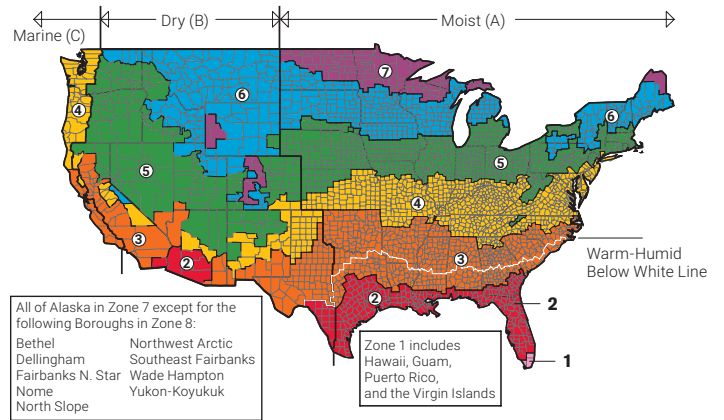 Dry (B)
Moist (A)
Marine (C)
7
6
4
6
5
5
4
3
3
Warm-Humid
Below White Line
2
2
2
1
All of Alaska in Zone 7 except for the
following Boroughs in Zone 8:
Bethel
Dellingham
Fairbanks N. Star
Nome
North Slope
Northwest Arctic
Southeast Fairbanks
Wade Hampton
Yukon-Koyukuk
Zone 1 includes
Hawaii, Guam,
Puerto Rico,
and the Virgin Islands